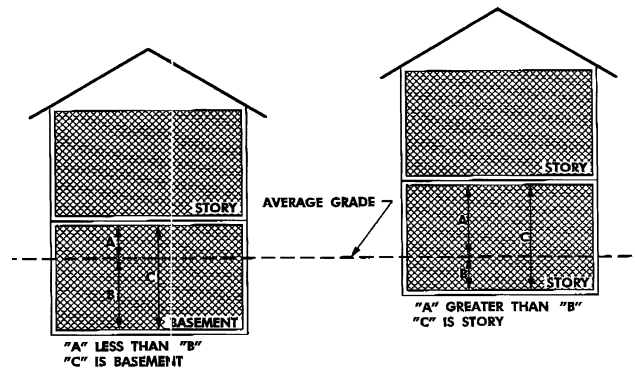 STORY
A
C
B
BASEMENT
"A" LESS THAN "B"
"C" IS BASEMENT
AVERAGE GRADE
STORY
A
C
B
STORY
"A" GREATER THAN "B"
"C" IS STORY